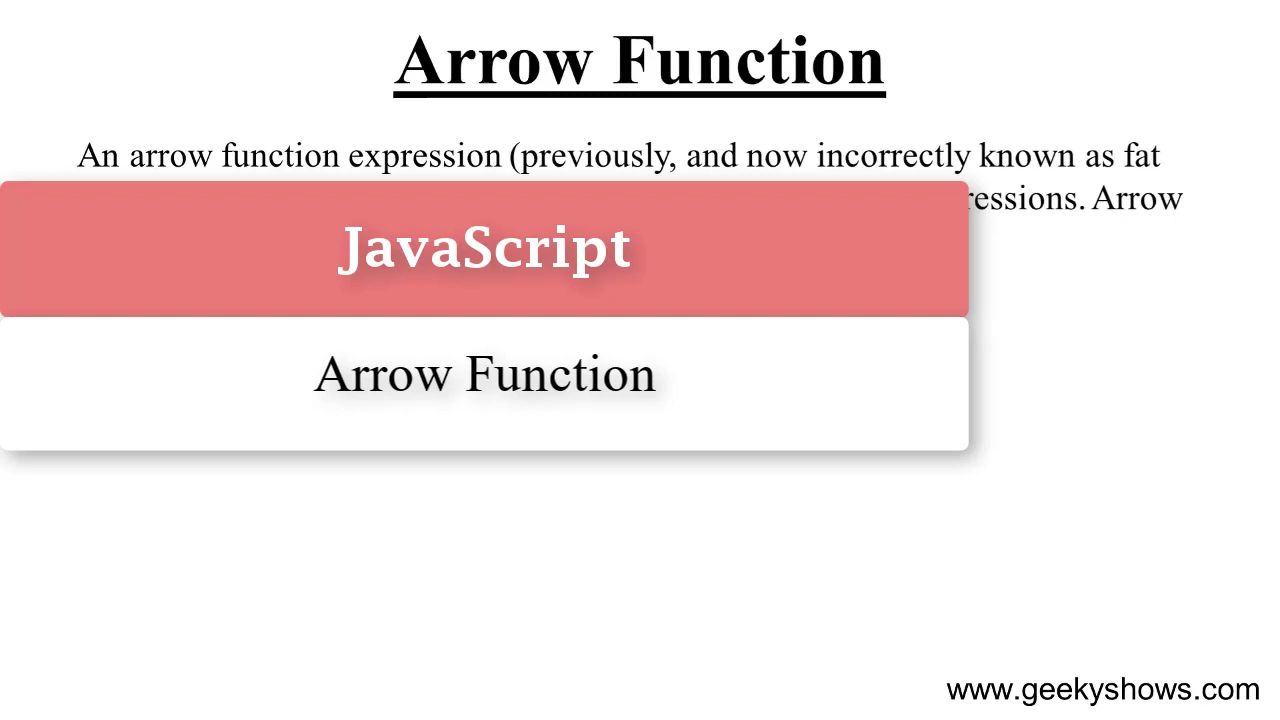 Arrow Function
An arrow function expression (previously, and now incorrectly known as fat
ressions. Arrow
JavaScript
Arrow Function
www.geekyshows.com